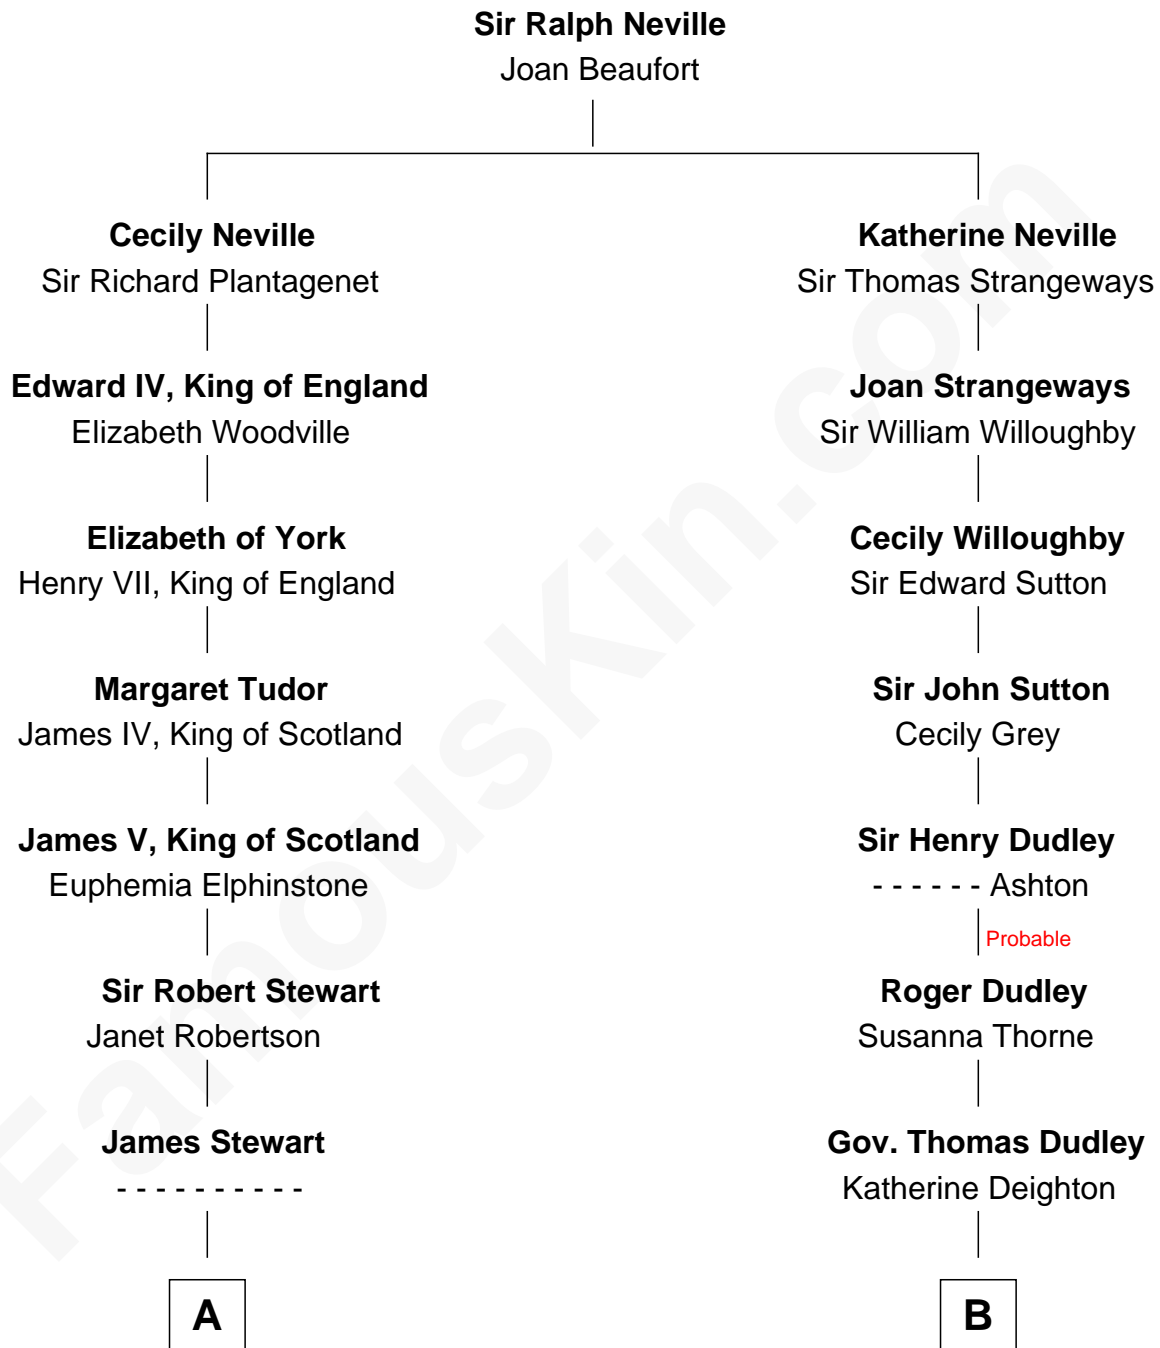 Sir Ralph Neville
Joan Beaufort
Cecily Neville
Sir Richard Plantagenet
Katherine Neville
Sir Thomas Strangeways
Edward IV, King of England
Elizabeth Woodville
Joan Strangeways
Sir William Willoughby
Elizabeth of York
Henry VII, King of England
Cecily Willoughby
Sir Edward Sutton
Margaret Tudor
James IV, King of Scotland
Sir John Sutton
Cecily Grey
James V, King of Scotland
Euphemia Elphinstone
Sir Henry Dudley
- - - - - - Ashton
Probable
Sir Robert Stewart
Janet Robertson
Roger Dudley
Susanna Thorne
James Stewart
- - - - - - - - - -
Gov. Thomas Dudley
Katherine Deighton
A
B
FamousKin.com